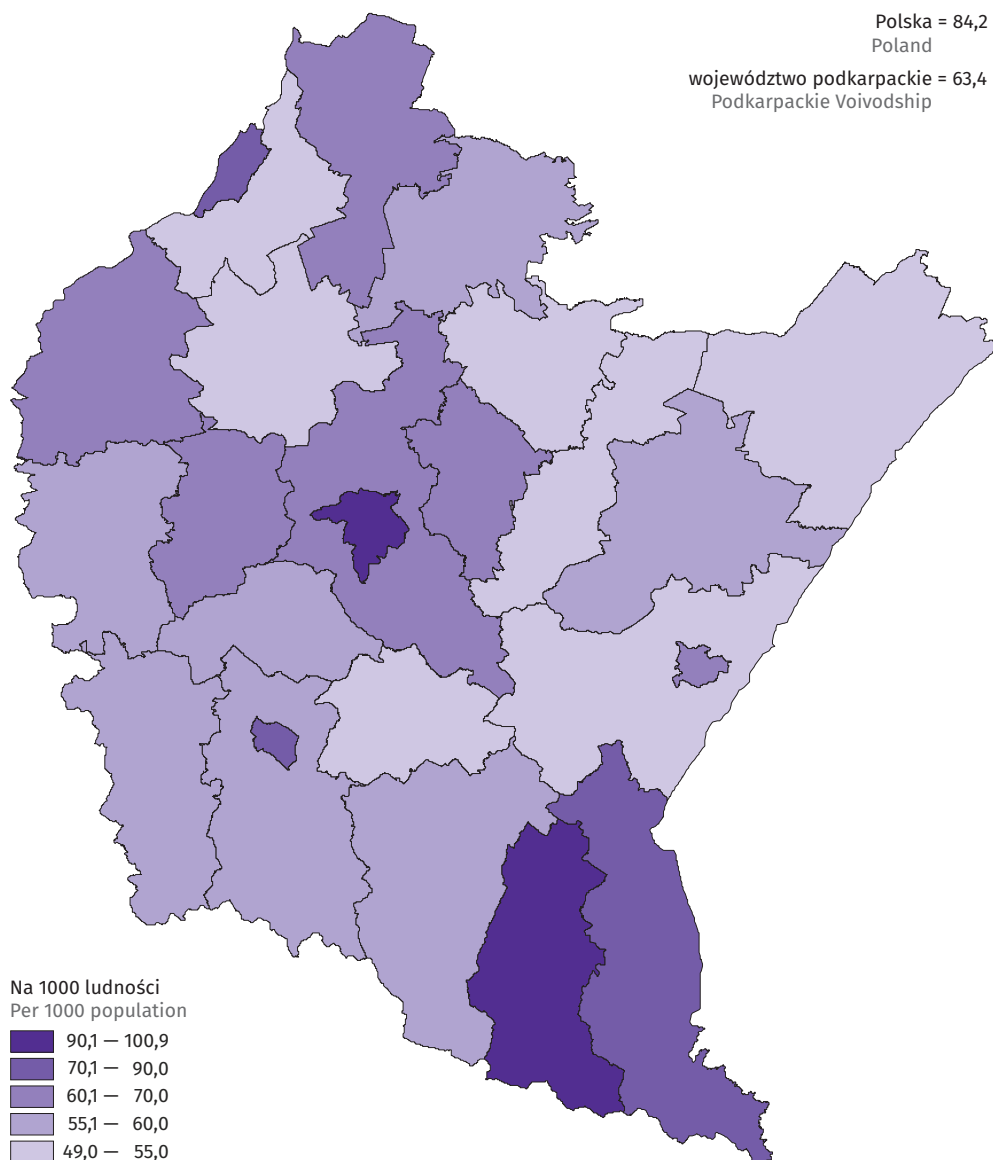 Polska = 84,2
Poland
województwo podkarpackie = 63,4
Podkarpackie Voivodship
Na 1000 ludności
Per 1000 population
90,1 — 100,9
70,1 — 90,0
60,1 — 70,0
55,1 — 60,0
49,0 — 55,0